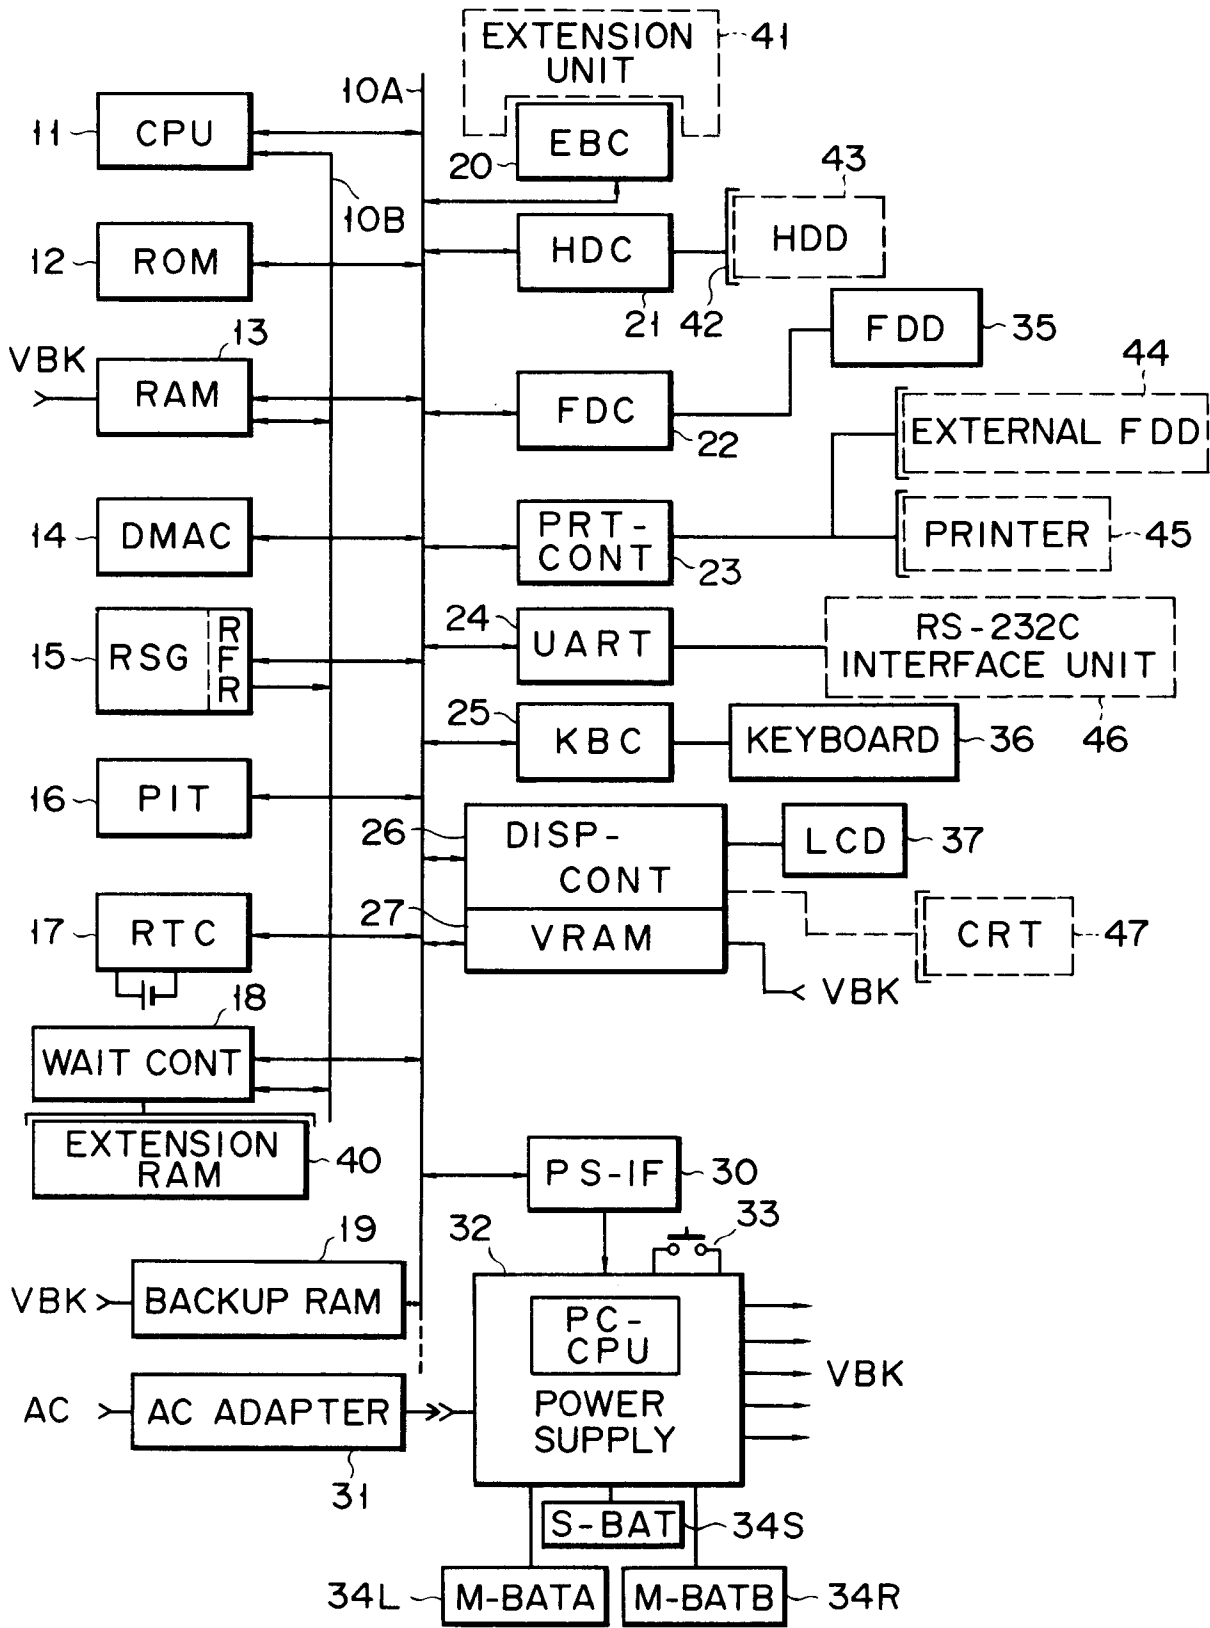 EXTENSION
UNIT
41
10A
11
CPU
20
EBC
10B
43
HDD
12
ROM
HDC
21
42
13
FDD
35
VBK
RAM
44
FDC
22
EXTERNAL FDD
14
DMAC
PRT-
CONT
23
PRINTER
45
15
RSG
R
F
R
24
UART
RS-232C
INTERFACE UNIT
46
25
KBC
KEYBOARD
36
16
PIT
26
DISP-
CONT
LCD
37
17
RTC
27
VRAM
CRT
47
VBK
18
WAIT CONT
EXTENSION
RAM
40
PS-IF
30
19
32
33
VBK
BACKUP RAM
PC-
CPU
VBK
AC
AC ADAPTER
POWER
SUPPLY
31
S-BAT
34S
34L
M-BATA
M-BATB
34R